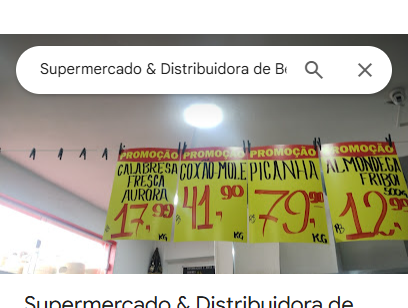 Supermercado & Distribuidora de Be
PROMOÇÃO
CALABRESA
FRESCA
AURORA
17,99
KG
PROMOÇÃO
COXÃO MOLE
R$
41,90
KG
PROMOÇÃO
PICANHA
R$
79,90
KG
PROMOÇÃO
ALMONDEGA
FRIBOI
500G
R$
12,99
Supermercado & Distribuidora de